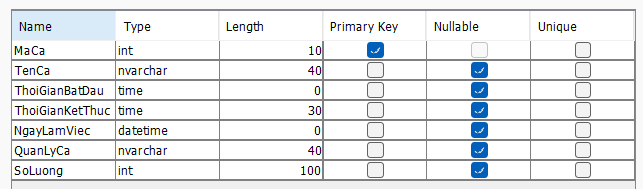 Name Type Length Primary Key Nullable Unique
MaCa int 10
TenCa nvarchar 40
ThoiGianBatDau time 0
ThoiGianKetThuc time 30
NgayLamViec datetime 0
QuanLyCa nvarchar 40
SoLuong int 100